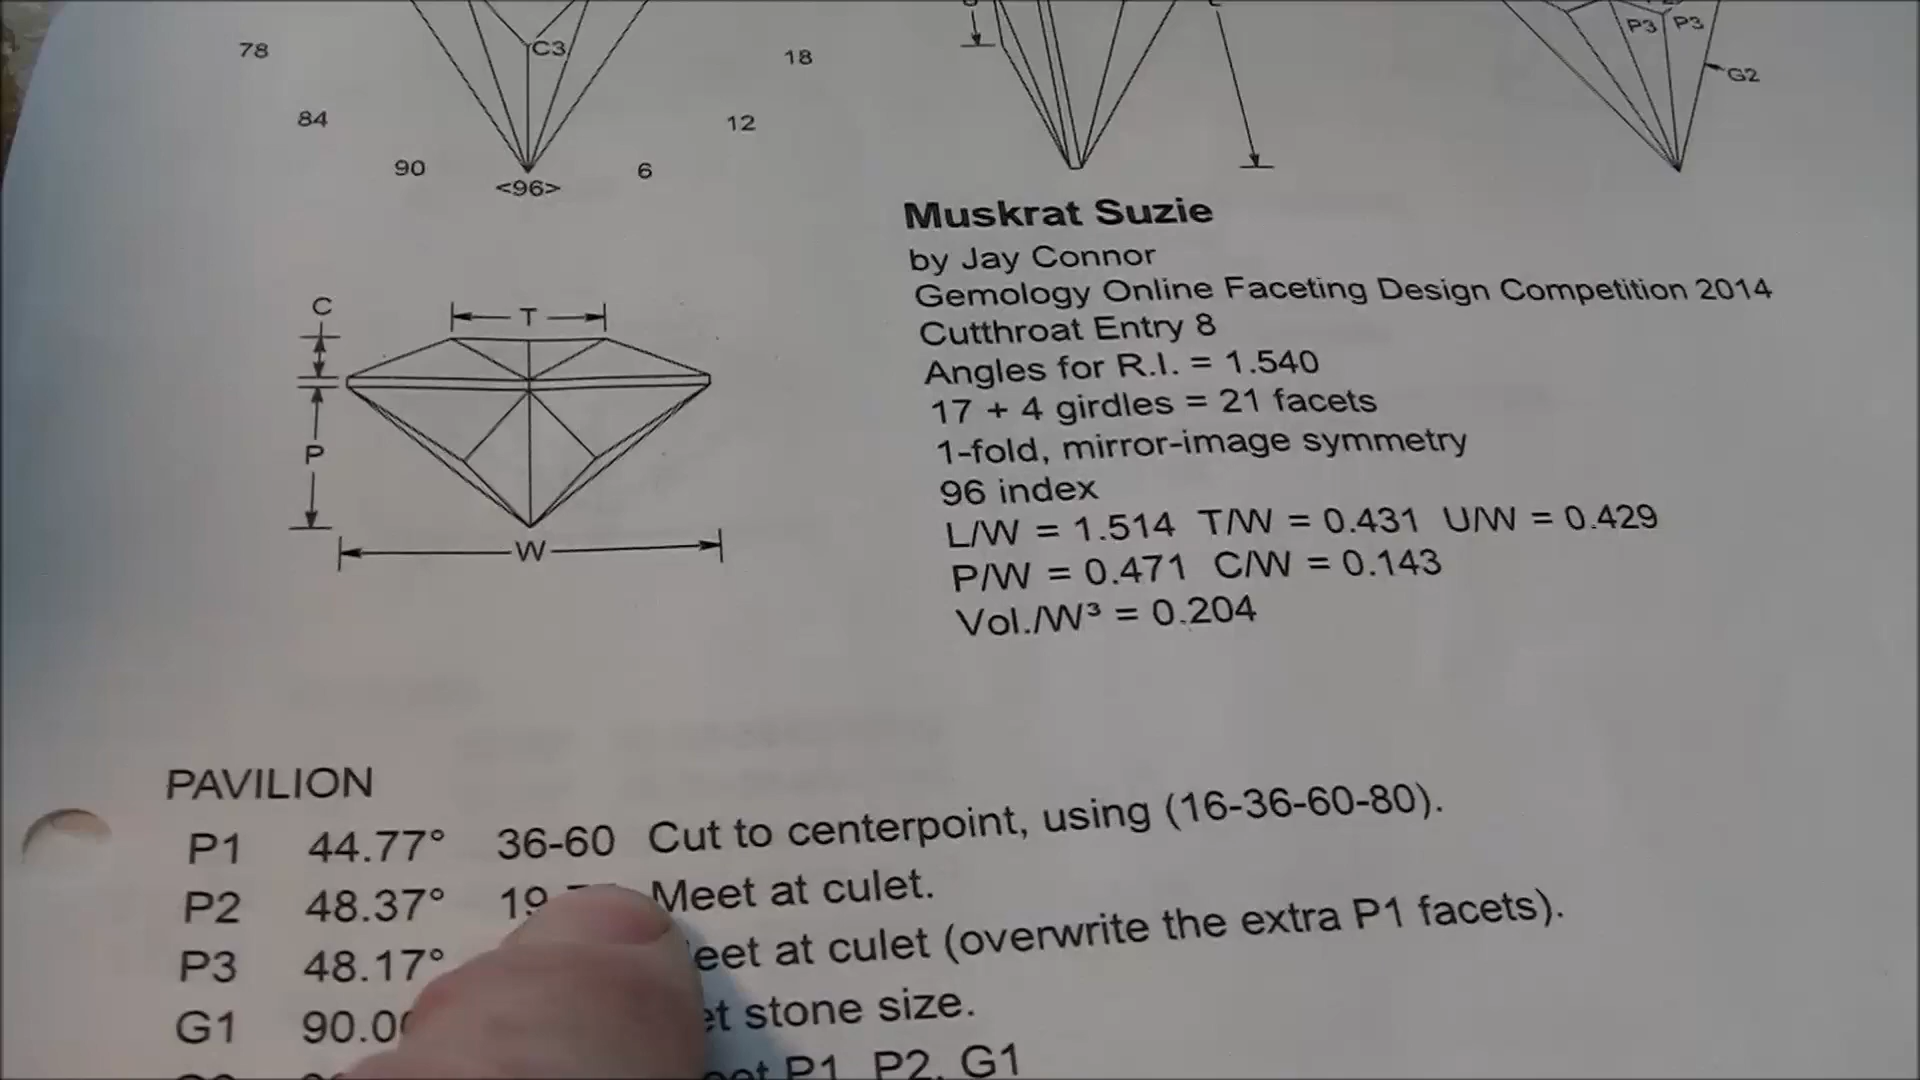 C3
P3 P3
G2
78
18
84
12
90
6
<96>
C
T
P
W
Muskrat Suzie
by Jay Connor
Gemology Online Faceting Design Competition 2014
Cutthroat Entry 8
Angles for R.I. = 1.540
17 + 4 girdles = 21 facets
1-fold, mirror-image symmetry
96 index
L/W = 1.514 T/W = 0.431 U/W = 0.429
P/W = 0.471 C/W = 0.143
Vol./W³ = 0.204
PAVILION
P1 44.77° 36-60 Cut to centerpoint, using (16-36-60-80).
P2 48.37° Meet at culet.
P3 48.17° at culet (overwrite the extra P1 facets).
G1 stone size.
P1, P2, G1